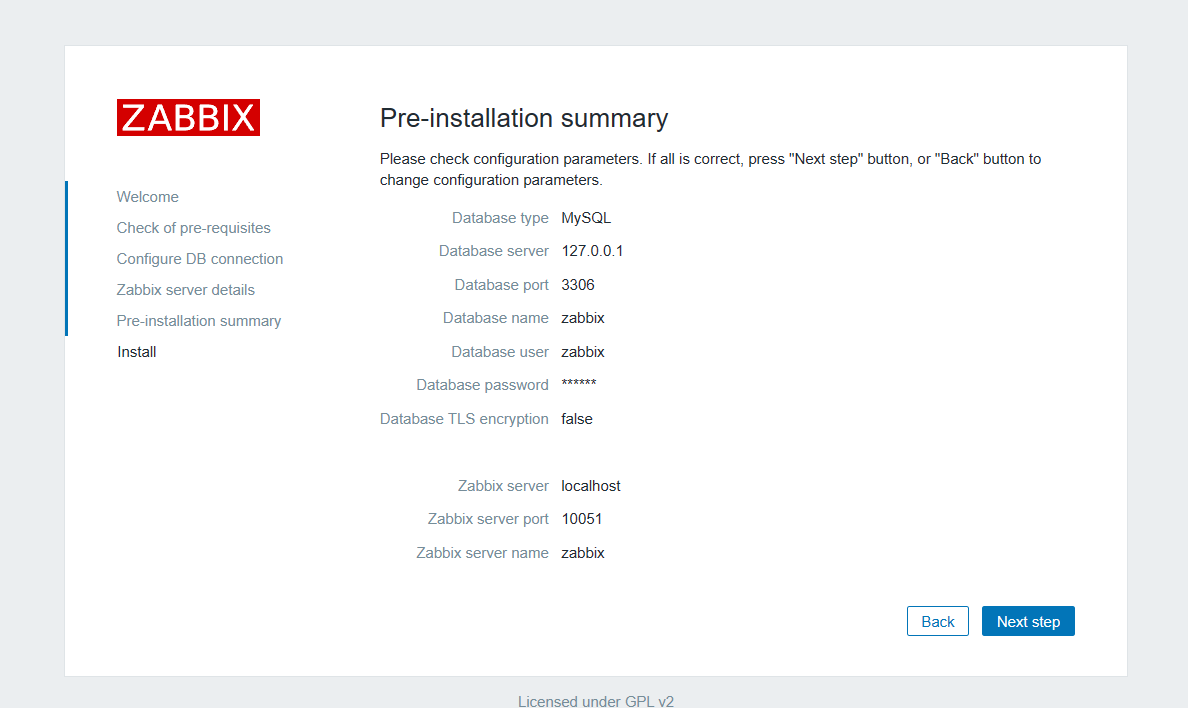 ZABBIX
Welcome
Check of pre-requisites
Configure DB connection
Zabbix server details
Pre-installation summary
Install
Pre-installation summary
Please check configuration parameters. If all is correct, press "Next step" button, or "Back" button to
change configuration parameters.
Database type MySQL
Database server 127.0.0.1
Database port 3306
Database name zabbix
Database user zabbix
Database password ******
Database TLS encryption false
Zabbix server localhost
Zabbix server port 10051
Zabbix server name zabbix
Back Next step
Licensed under GPL v2